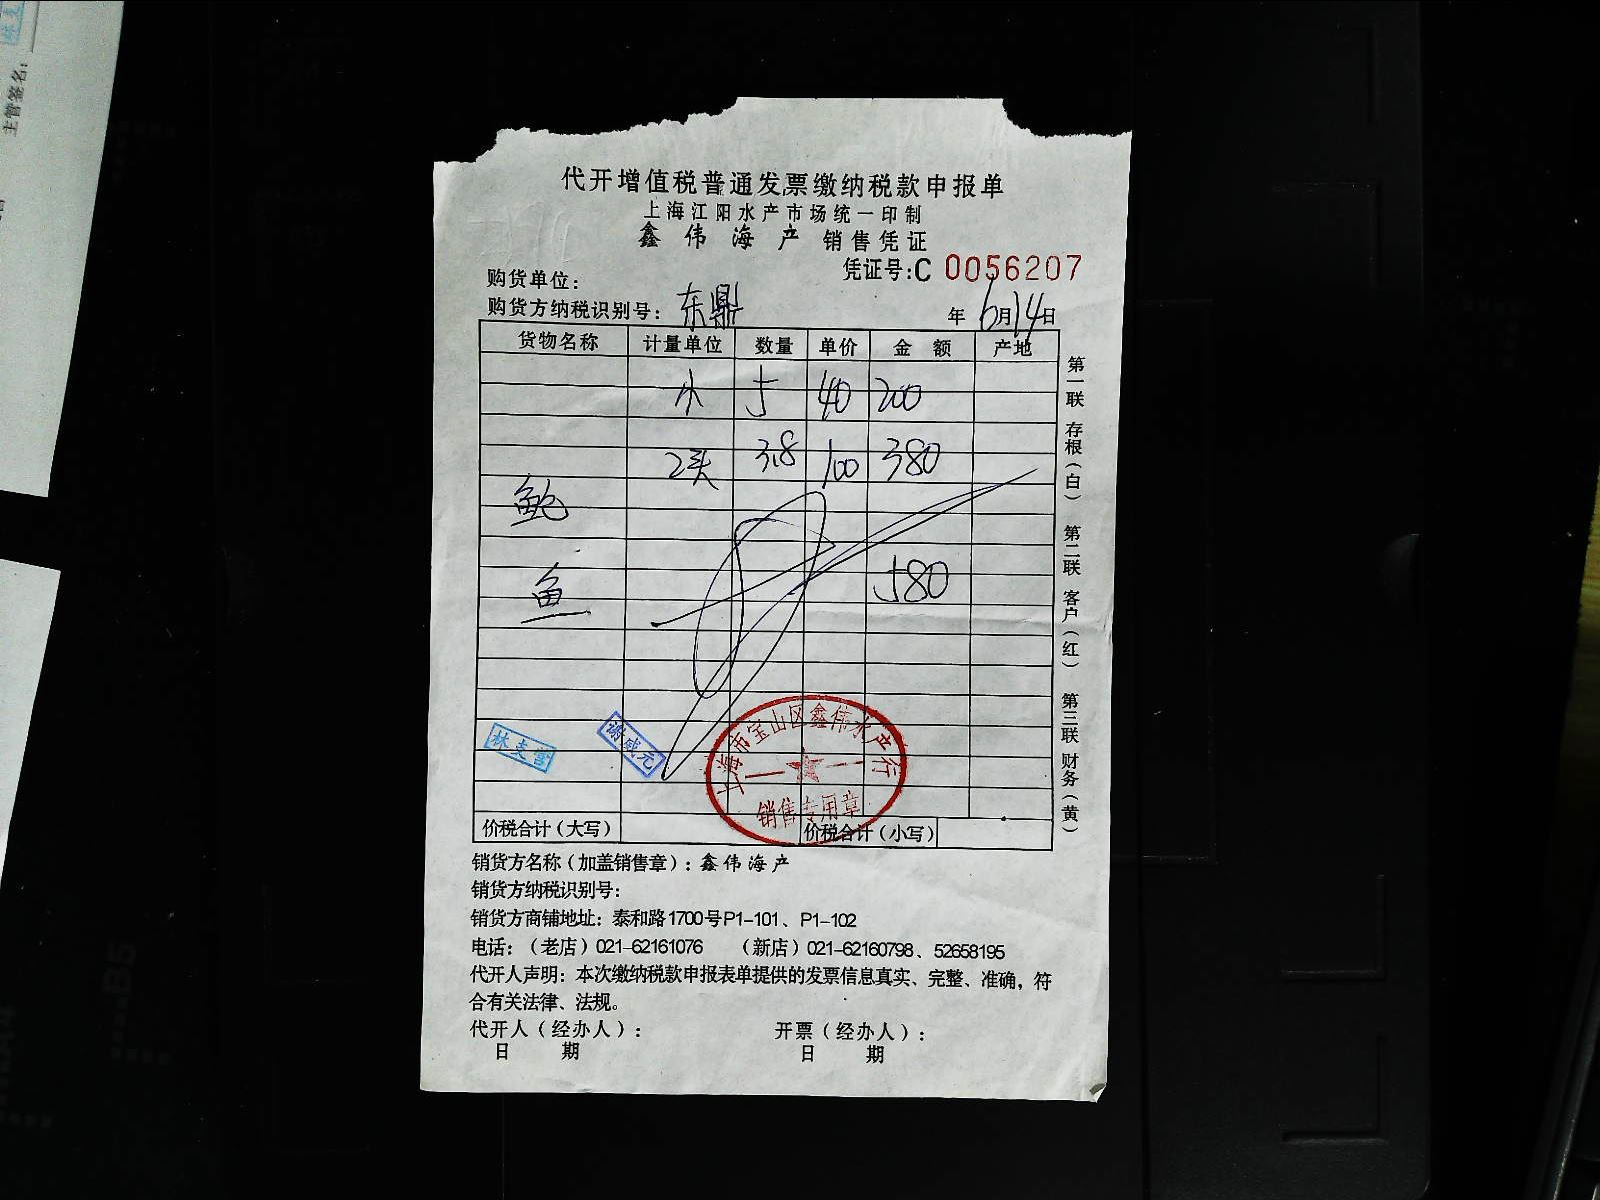 主管签名:
代开增值税普通发票缴纳税款申报单
上海江阳水产市场统一印制
鑫伟海产 销售凭证
凭证号:C 0056207
购货单位:
购货方纳税识别号: 东鼎 年 6月14日
货物名称 计量单位 数量 单价 金额 产地
小 5 40 200
2头 3.8 100 380
鲍
鱼 580
谢咸元
上海市宝山区鑫伟水产行
销售专用章
价税合计(大写) 价税合计(小写)
第一联 存根(白) 第二联 客户(红) 第三联 财务(黄)
销货方名称(加盖销售章): 鑫伟海产
销货方纳税识别号:
销货方商铺地址: 泰和路1700号P1-101、P1-102
电话:(老店)021-62161076 (新店)021-62160798、52658195
代开人声明: 本次缴纳税款申报表单提供的发票信息真实、完整、准确,符
合有关法律、法规。
代开人(经办人): 开票(经办人):
日 期 日 期
B5